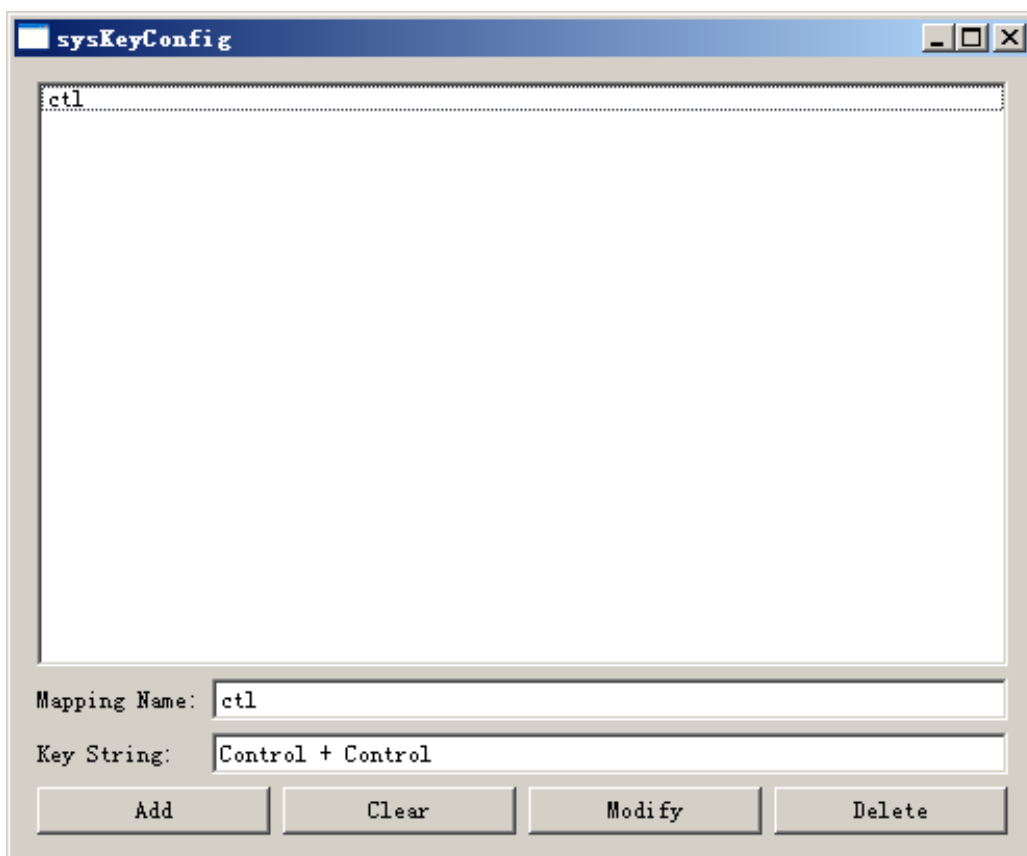 sysKeyConfig
ctl
Mapping Name: ctl
Key String: Control + Control
Add Clear Modify Delete